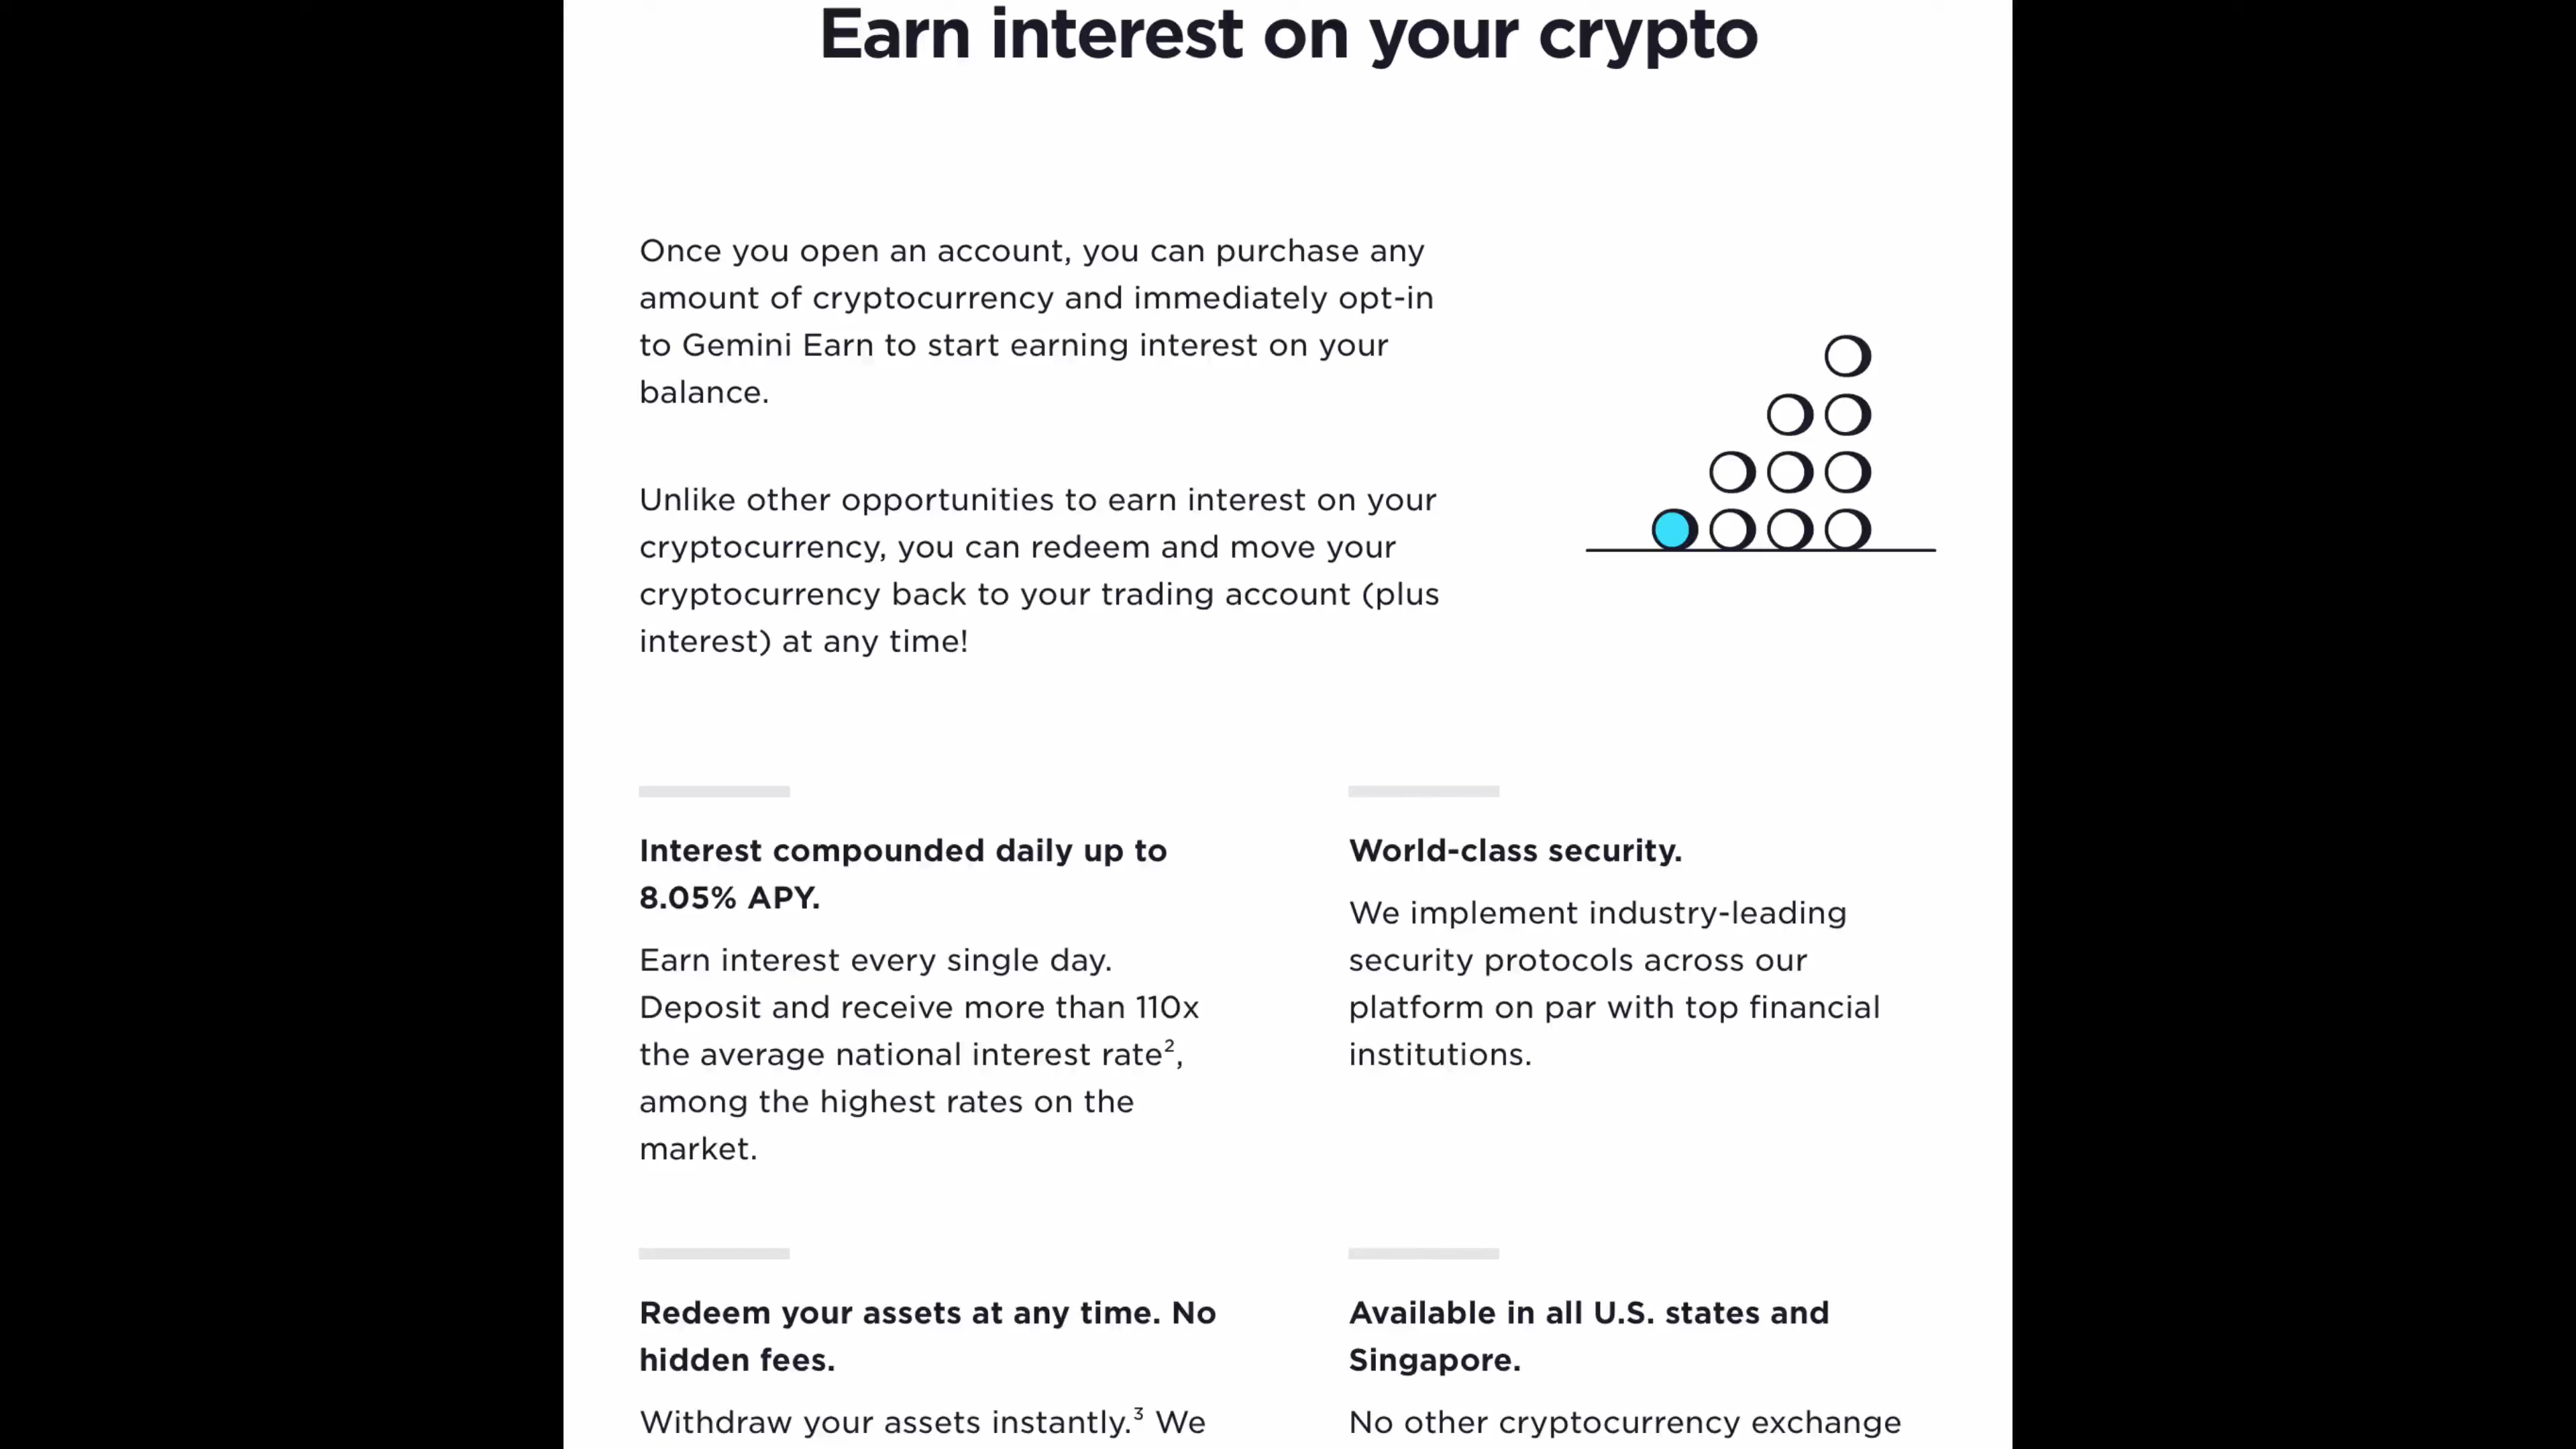 Earn interest on your crypto
Once you open an account, you can purchase any
amount of cryptocurrency and immediately opt-in
to Gemini Earn to start earning interest on your
balance.
Unlike other opportunities to earn interest on your
cryptocurrency, you can redeem and move your
cryptocurrency back to your trading account (plus
interest) at any time!
Interest compounded daily up to
8.05% APY.
Earn interest every single day.
Deposit and receive more than 110x
the average national interest rate²,
among the highest rates on the
market.
World-class security.
We implement industry-leading
security protocols across our
platform on par with top financial
institutions.
Redeem your assets at any time. No
hidden fees.
Withdraw your assets instantly.³ We
Available in all U.S. states and
Singapore.
No other cryptocurrency exchange